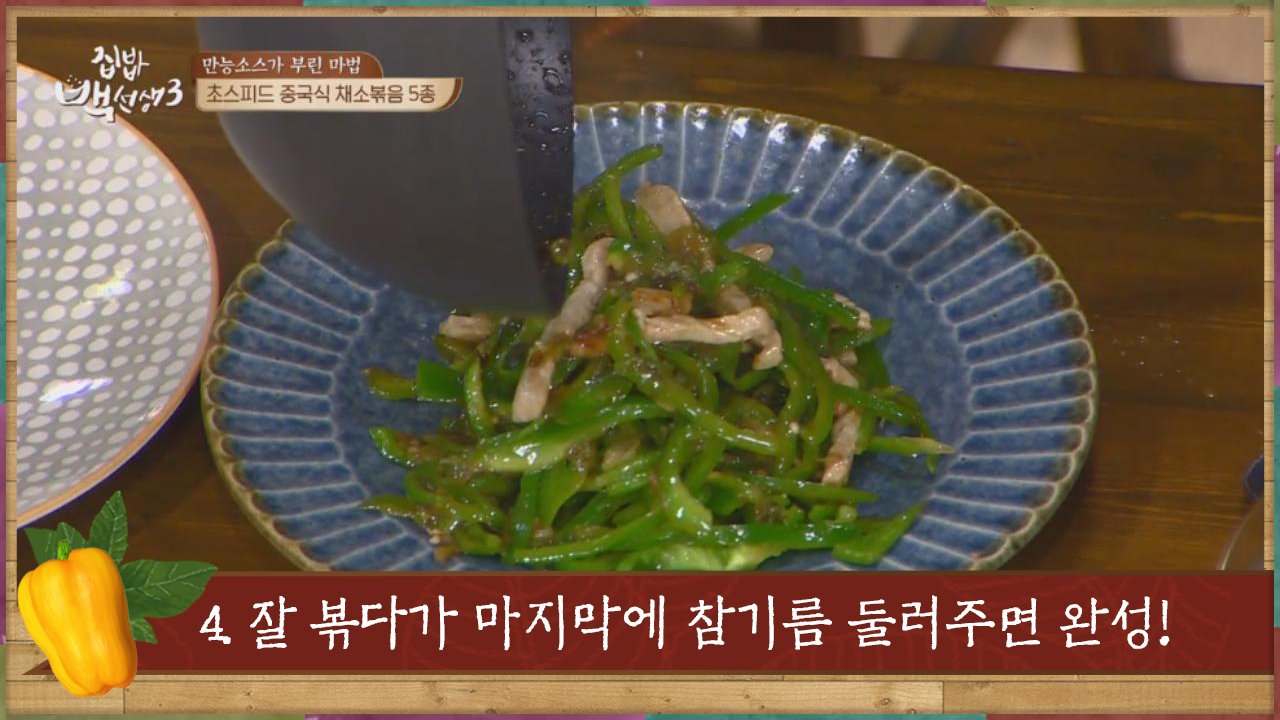 집밥
백선생3
만능소스가 부린 마법
초스피드 중국식 채소볶음 5종
4. 잘 볶다가 마지막에 참기름 둘러주면 완성!